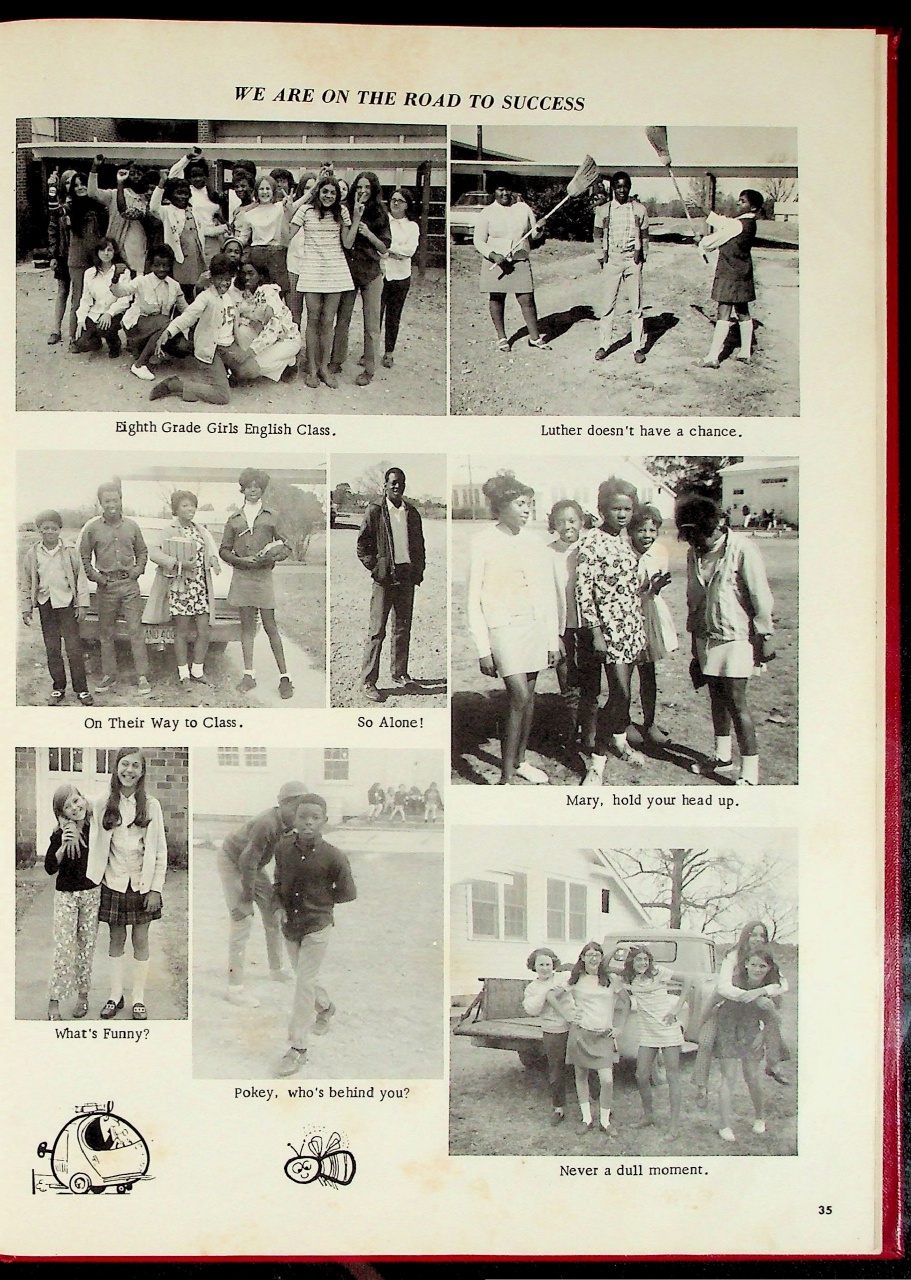 WE ARE ON THE ROAD TO SUCCESS
Eighth Grade Girls English Class.
Luther doesn't have a chance.
On Their Way to Class.
So Alone!
Mary, hold your head up.
What's Funny?
Pokey, who's behind you?
Never a dull moment.
35